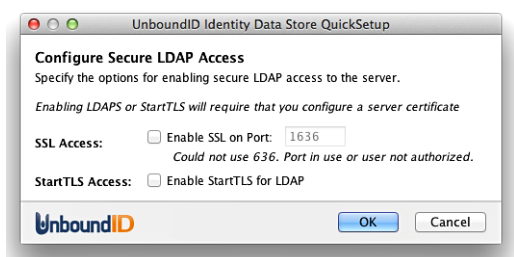 UnboundID Identity Data Store QuickSetup
Configure Secure LDAP Access
Specify the options for enabling secure LDAP access to the server.
Enabling LDAPS or StartTLS will require that you configure a server certificate
SSL Access: Enable SSL on Port: 1636
Could not use 636. Port in use or user not authorized.
StartTLS Access: Enable StartTLS for LDAP
UnboundID OK Cancel